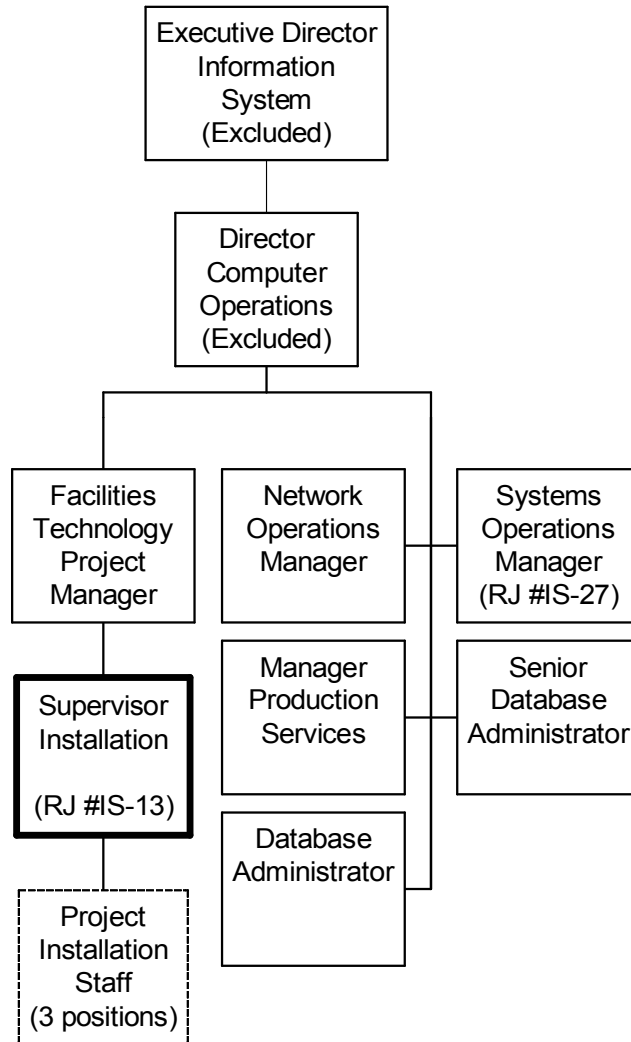 Executive Director
Information
System
(Excluded)
Director
Computer
Operations
(Excluded)
Facilities
Technology
Project
Manager
Network
Operations
Manager
Systems
Operations
Manager
(RJ #IS-27)
Supervisor
Installation
(RJ #IS-13)
Manager
Production
Services
Senior
Database
Administrator
Database
Administrator
Project
Installation
Staff
(3 positions)